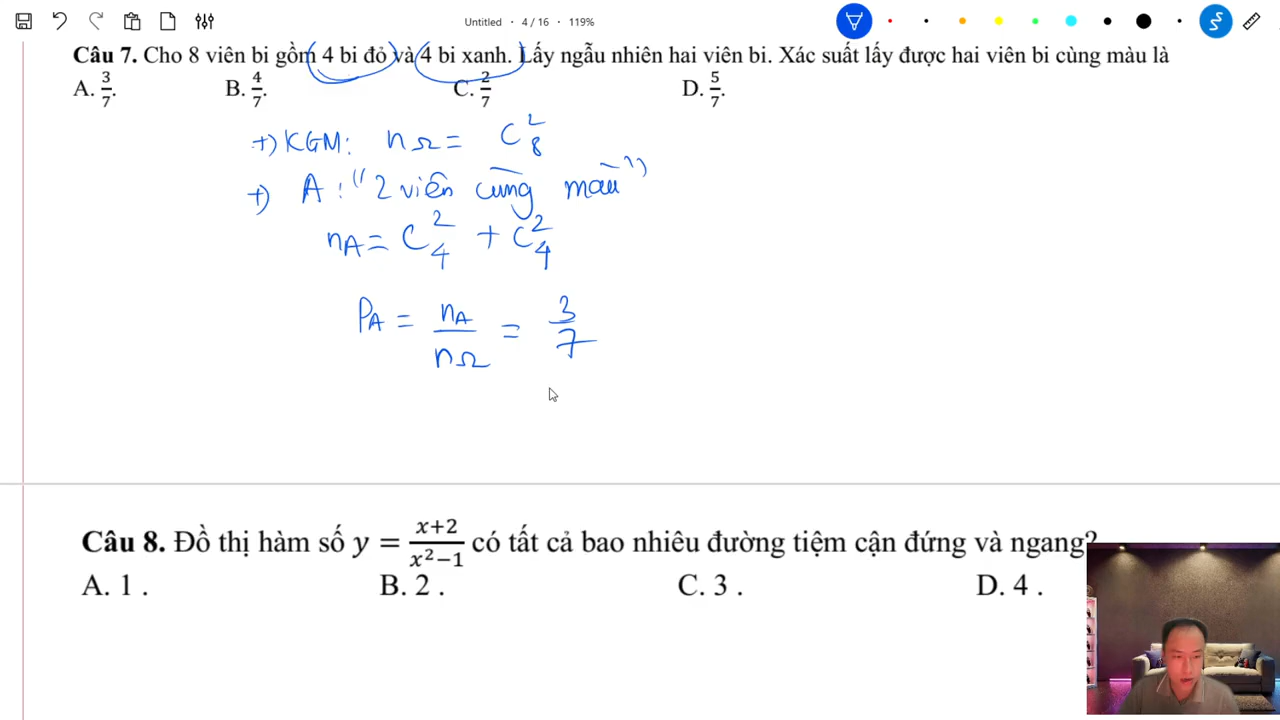 Untitled • 4 / 16 • 119%
Câu 7. Cho 8 viên bi gồm 4 bi đỏ và 4 bi xanh. Lấy ngẫu nhiên hai viên bi. Xác suất lấy được hai viên bi cùng màu là
A. 3/7. B. 4/7. C. 2/7 D. 5/7.
+) KGM: nΩ = C₈²
+) A: "2 viên cùng màu"
nA = C₄² + C₄²
PA = nA/nΩ = 3/7
Câu 8. Đồ thị hàm số y = (x+2)/(x²−1) có tất cả bao nhiêu đường tiệm cận đứng và ngang?
A. 1 . B. 2 . C. 3 . D. 4 .